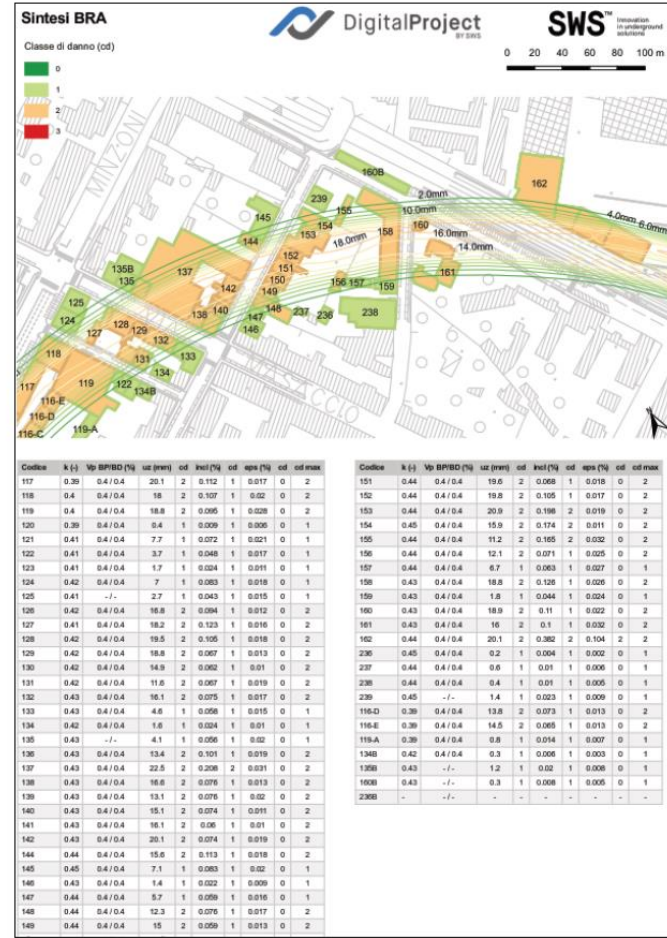 Sintesi BRA
DigitalProject
BY SWS
SWS™
Innovation
in underground
solutions
Classe di danno (cd)
0
1
2
3
0 20 40 60 80 100 m
MANZONI
MASACCIO
160B
162
2.0mm
10.0mm
4.0mm
6.0mm
239
155
145
154
158
160
16.0mm
144
153
18.0mm
14.0mm
152
135B
137
151
161
135
150
156
157
142
149
159
125
148
237
236
238
138
140
147
124
128
129
146
127
132
118
131
133
134
119
122
134B
117
116-E
116-D
116-C
119-A
Codice k (-) Vp BP/BD (%) uz (mm) cd incl (%) cd eps (%) cd cd max
117 0.39 0.4 / 0.4 20.1 2 0.112 1 0.017 0 2
118 0.4 0.4 / 0.4 18 2 0.107 1 0.02 0 2
119 0.4 0.4 / 0.4 18.8 2 0.095 1 0.028 0 2
120 0.39 0.4 / 0.4 0.4 1 0.009 1 0.006 0 1
121 0.41 0.4 / 0.4 7.7 1 0.072 1 0.021 0 1
122 0.41 0.4 / 0.4 3.7 1 0.048 1 0.017 0 1
123 0.41 0.4 / 0.4 1.7 1 0.024 1 0.011 0 1
124 0.42 0.4 / 0.4 7 1 0.083 1 0.018 0 1
125 0.41 - / - 2.7 1 0.043 1 0.015 0 1
126 0.42 0.4 / 0.4 16.8 2 0.094 1 0.012 0 2
127 0.41 0.4 / 0.4 18.2 2 0.123 1 0.016 0 2
128 0.42 0.4 / 0.4 19.5 2 0.105 1 0.018 0 2
129 0.42 0.4 / 0.4 18.8 2 0.067 1 0.013 0 2
130 0.42 0.4 / 0.4 14.9 2 0.062 1 0.01 0 2
131 0.42 0.4 / 0.4 11.6 2 0.067 1 0.019 0 2
132 0.43 0.4 / 0.4 16.1 2 0.075 1 0.017 0 2
133 0.43 0.4 / 0.4 4.6 1 0.058 1 0.015 0 1
134 0.42 0.4 / 0.4 1.6 1 0.024 1 0.01 0 1
135 0.43 - / - 4.1 1 0.056 1 0.02 0 1
136 0.43 0.4 / 0.4 13.4 2 0.101 1 0.019 0 2
137 0.43 0.4 / 0.4 22.5 2 0.208 2 0.031 0 2
138 0.43 0.4 / 0.4 16.6 2 0.076 1 0.013 0 2
139 0.43 0.4 / 0.4 13.1 2 0.076 1 0.02 0 2
140 0.43 0.4 / 0.4 15.1 2 0.074 1 0.011 0 2
141 0.43 0.4 / 0.4 16.1 2 0.06 1 0.01 0 2
142 0.43 0.4 / 0.4 20.1 2 0.074 1 0.019 0 2
144 0.44 0.4 / 0.4 15.6 2 0.113 1 0.018 0 2
145 0.45 0.4 / 0.4 7.1 1 0.083 1 0.02 0 1
146 0.43 0.4 / 0.4 1.4 1 0.022 1 0.009 0 1
147 0.44 0.4 / 0.4 5.7 1 0.059 1 0.016 0 1
148 0.44 0.4 / 0.4 12.3 2 0.076 1 0.017 0 2
149 0.44 0.4 / 0.4 15 2 0.059 1 0.013 0 2
151 0.44 0.4 / 0.4 19.6 2 0.068 1 0.018 0 2
152 0.44 0.4 / 0.4 19.8 2 0.105 1 0.017 0 2
153 0.44 0.4 / 0.4 20.9 2 0.198 2 0.019 0 2
154 0.45 0.4 / 0.4 15.9 2 0.174 2 0.011 0 2
155 0.44 0.4 / 0.4 11.2 2 0.165 2 0.032 0 2
156 0.44 0.4 / 0.4 12.1 2 0.071 1 0.025 0 2
157 0.44 0.4 / 0.4 6.7 1 0.063 1 0.027 0 1
158 0.43 0.4 / 0.4 18.8 2 0.126 1 0.026 0 2
159 0.43 0.4 / 0.4 1.8 1 0.044 1 0.024 0 1
160 0.43 0.4 / 0.4 18.9 2 0.11 1 0.022 0 2
161 0.43 0.4 / 0.4 16 2 0.1 1 0.032 0 2
162 0.44 0.4 / 0.4 20.1 2 0.382 2 0.104 2 2
236 0.45 0.4 / 0.4 0.2 1 0.004 1 0.002 0 1
237 0.44 0.4 / 0.4 0.6 1 0.01 1 0.006 0 1
238 0.44 0.4 / 0.4 0.4 1 0.01 1 0.005 0 1
239 0.45 - / - 1.4 1 0.023 1 0.009 0 1
116-D 0.39 0.4 / 0.4 13.8 2 0.073 1 0.013 0 2
116-E 0.39 0.4 / 0.4 14.5 2 0.065 1 0.013 0 2
119-A 0.39 0.4 / 0.4 0.8 1 0.014 1 0.007 0 1
134B 0.42 0.4 / 0.4 0.3 1 0.006 1 0.003 0 1
135B 0.43 - / - 1.2 1 0.02 1 0.008 0 1
160B 0.43 - / - 0.3 1 0.008 1 0.005 0 1
236B - - / - - - - - - - -